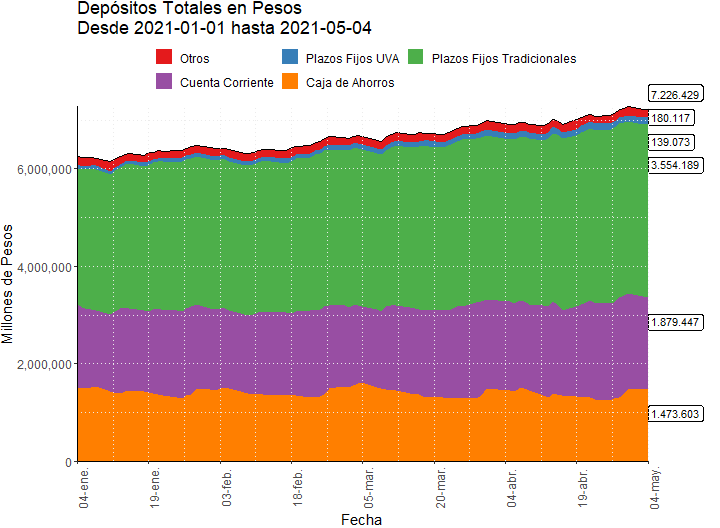 Depósitos Totales en Pesos
Desde 2021-01-01 hasta 2021-05-04
Otros
Plazos Fijos UVA
Plazos Fijos Tradicionales
Cuenta Corriente
Caja de Ahorros
7.226.429
180.117
139.073
3.554.189
1.879.447
1.473.603
Millones de Pesos
6,000,000
4,000,000
2,000,000
0
04-ene.
19-ene.
03-feb.
18-feb.
05-mar.
20-mar.
04-abr.
19-abr.
04-may.
Fecha